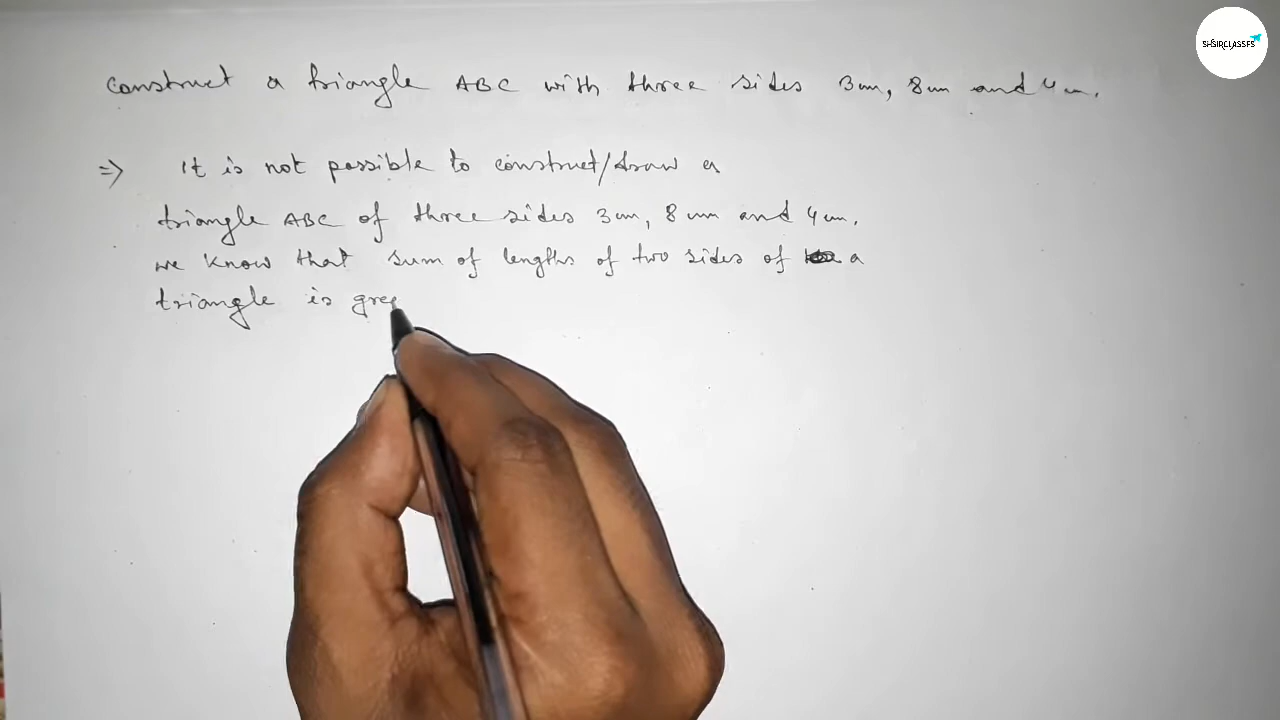 SHSIRCLASSES
construct a triangle ABC with three sides 3cm, 8cm and 4cm.
=> It is not possible to construct/draw a
triangle ABC of three sides 3cm, 8cm and 4cm.
we know that sum of lengths of two sides of a
triangle is gre